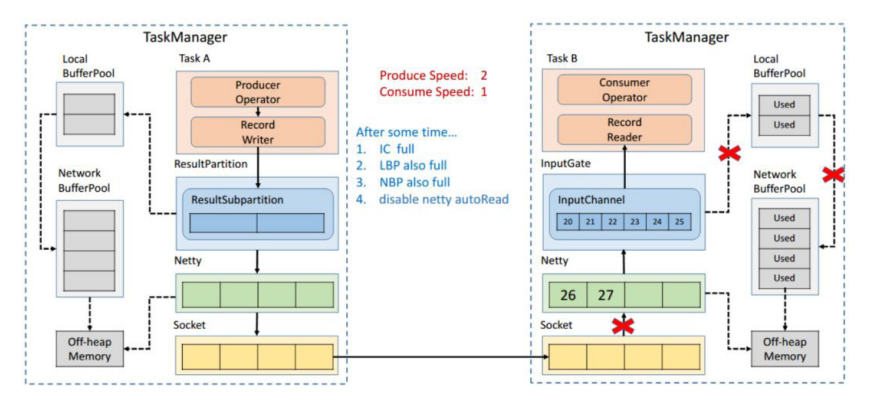 TaskManager
Local
BufferPool
Task A
Producer
Operator
Record
Writer
ResultPartition
ResultSubpartition
Network
BufferPool
Netty
Socket
Off-heap
Memory
Produce Speed: 2
Consume Speed: 1
After some time...
1. IC full
2. LBP also full
3. NBP also full
4. disable netty autoRead
TaskManager
Task B
Consumer
Operator
Record
Reader
InputGate
InputChannel
20 21 22 23 24 25
Netty
26 27
Socket
Local
BufferPool
Used
Used
Network
BufferPool
Used
Used
Used
Used
Off-heap
Memory